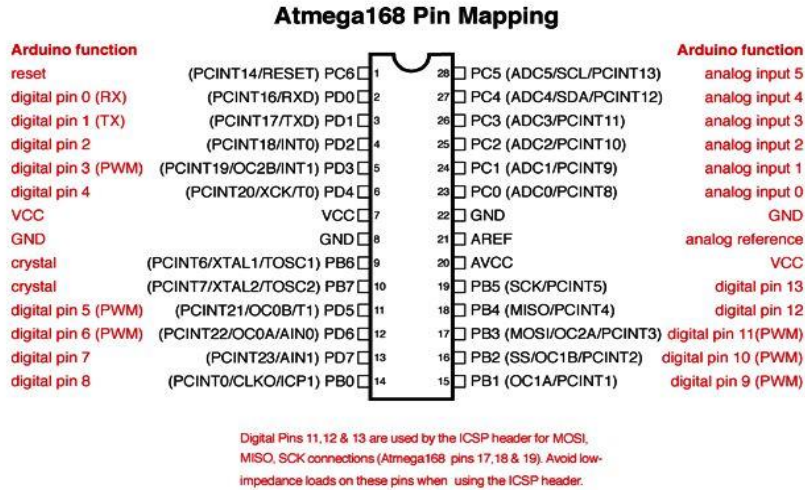 Atmega168 Pin Mapping
Arduino function Arduino function
reset (PCINT14/RESET) PC6 1 28 PC5 (ADC5/SCL/PCINT13) analog input 5
digital pin 0 (RX) (PCINT16/RXD) PD0 2 27 PC4 (ADC4/SDA/PCINT12) analog input 4
digital pin 1 (TX) (PCINT17/TXD) PD1 3 26 PC3 (ADC3/PCINT11) analog input 3
digital pin 2 (PCINT18/INT0) PD2 4 25 PC2 (ADC2/PCINT10) analog input 2
digital pin 3 (PWM) (PCINT19/OC2B/INT1) PD3 5 24 PC1 (ADC1/PCINT9) analog input 1
digital pin 4 (PCINT20/XCK/T0) PD4 6 23 PC0 (ADC0/PCINT8) analog input 0
VCC VCC 7 22 GND GND
GND GND 8 21 AREF analog reference
crystal (PCINT6/XTAL1/TOSC1) PB6 9 20 AVCC VCC
crystal (PCINT7/XTAL2/TOSC2) PB7 10 19 PB5 (SCK/PCINT5) digital pin 13
digital pin 5 (PWM) (PCINT21/OC0B/T1) PD5 11 18 PB4 (MISO/PCINT4) digital pin 12
digital pin 6 (PWM) (PCINT22/OC0A/AIN0) PD6 12 17 PB3 (MOSI/OC2A/PCINT3) digital pin 11(PWM)
digital pin 7 (PCINT23/AIN1) PD7 13 16 PB2 (SS/OC1B/PCINT2) digital pin 10 (PWM)
digital pin 8 (PCINT0/CLKO/ICP1) PB0 14 15 PB1 (OC1A/PCINT1) digital pin 9 (PWM)
Digital Pins 11,12 & 13 are used by the ICSP header for MOSI,
MISO, SCK connections (Atmega168 pins 17,18 & 19). Avoid low-
impedance loads on these pins when using the ICSP header.